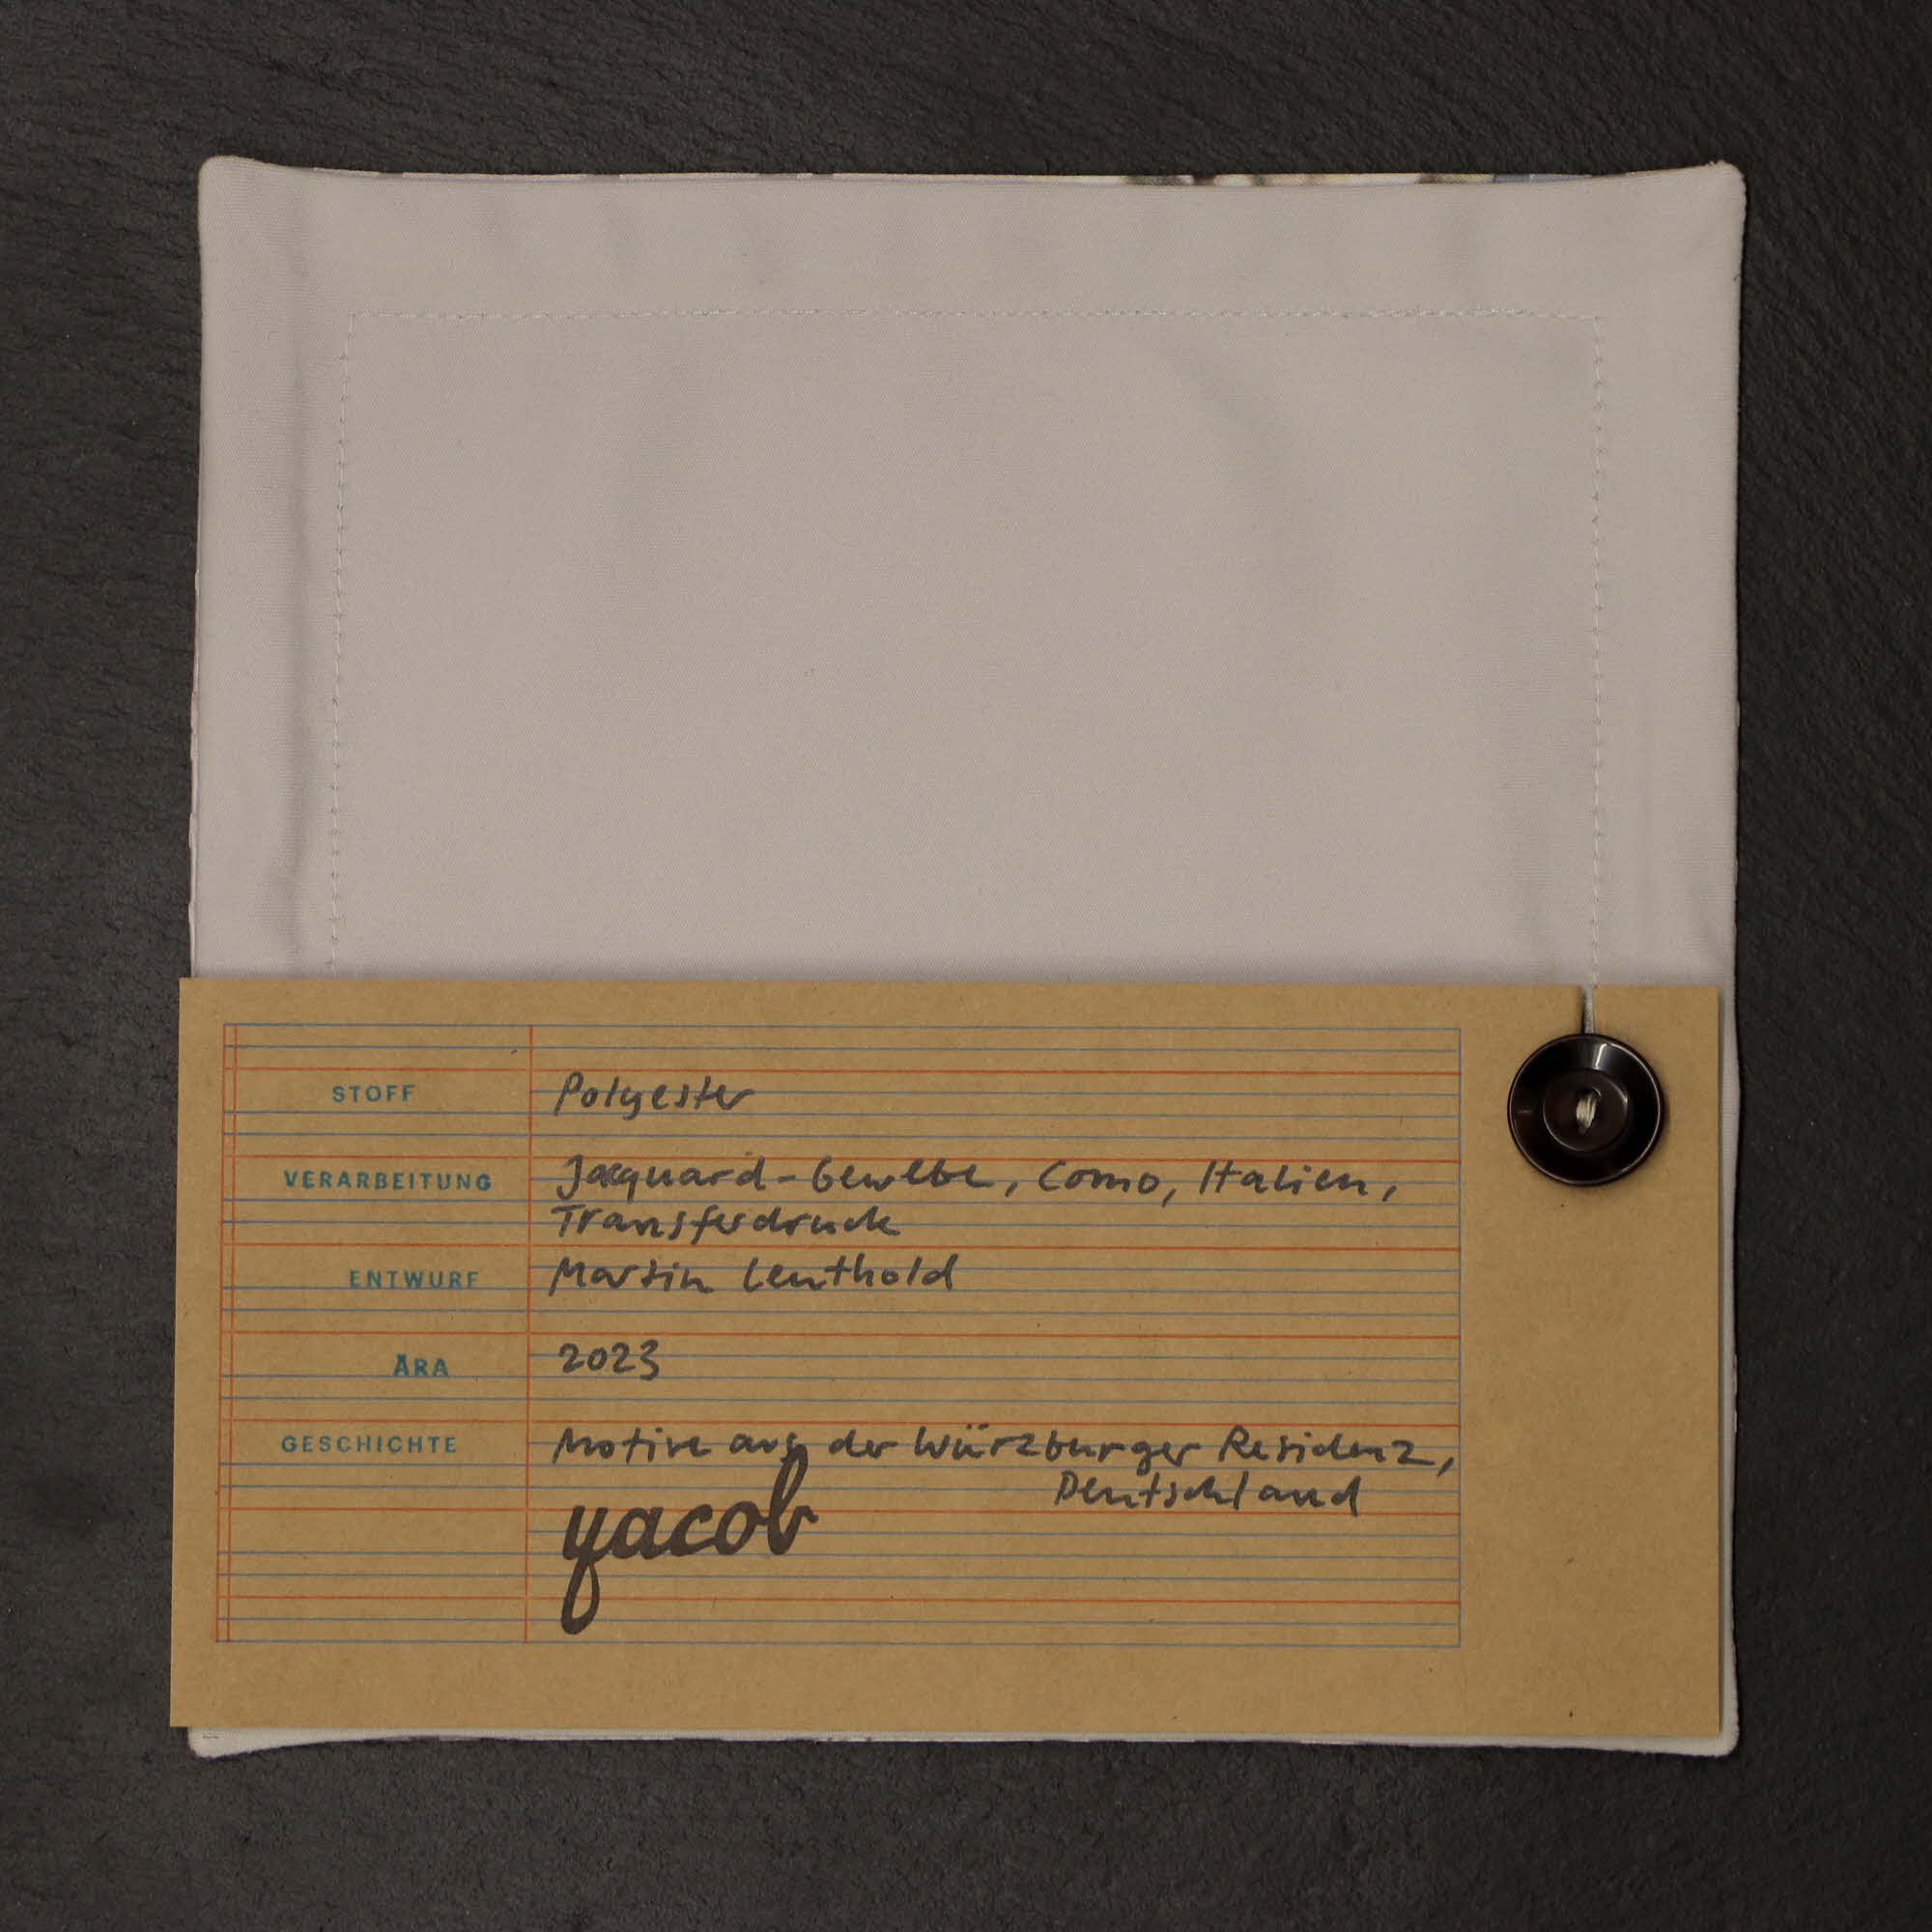 STOFF Polyester
VERARBEITUNG Jacquard-Gewebe, Como, Italien,
Transferdruck
ENTWURF Martin Leuthold
ÄRA 2023
GESCHICHTE Motive aus der Würzburger Residenz,
Deutschland
yacob